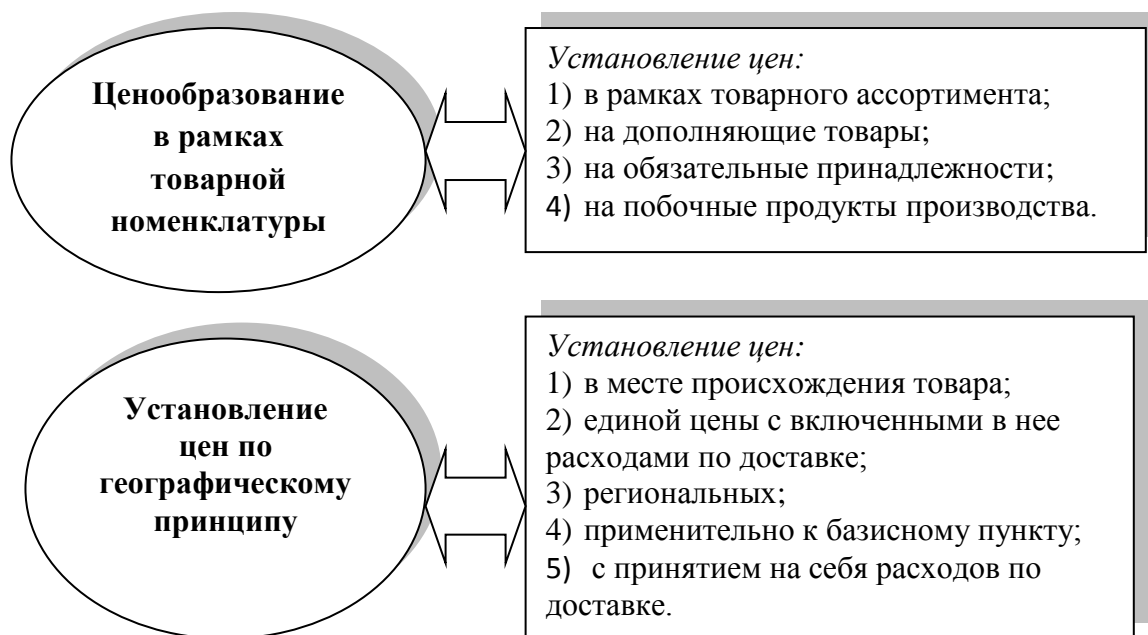 Ценообразование
в рамках
товарной
номенклатуры
Установление цен:
1) в рамках товарного ассортимента;
2) на дополняющие товары;
3) на обязательные принадлежности;
4) на побочные продукты производства.
Установление
цен по
географическому
принципу
Установление цен:
1) в месте происхождения товара;
2) единой цены с включенными в нее
расходами по доставке;
3) региональных;
4) применительно к базисному пункту;
5) с принятием на себя расходов по
доставке.